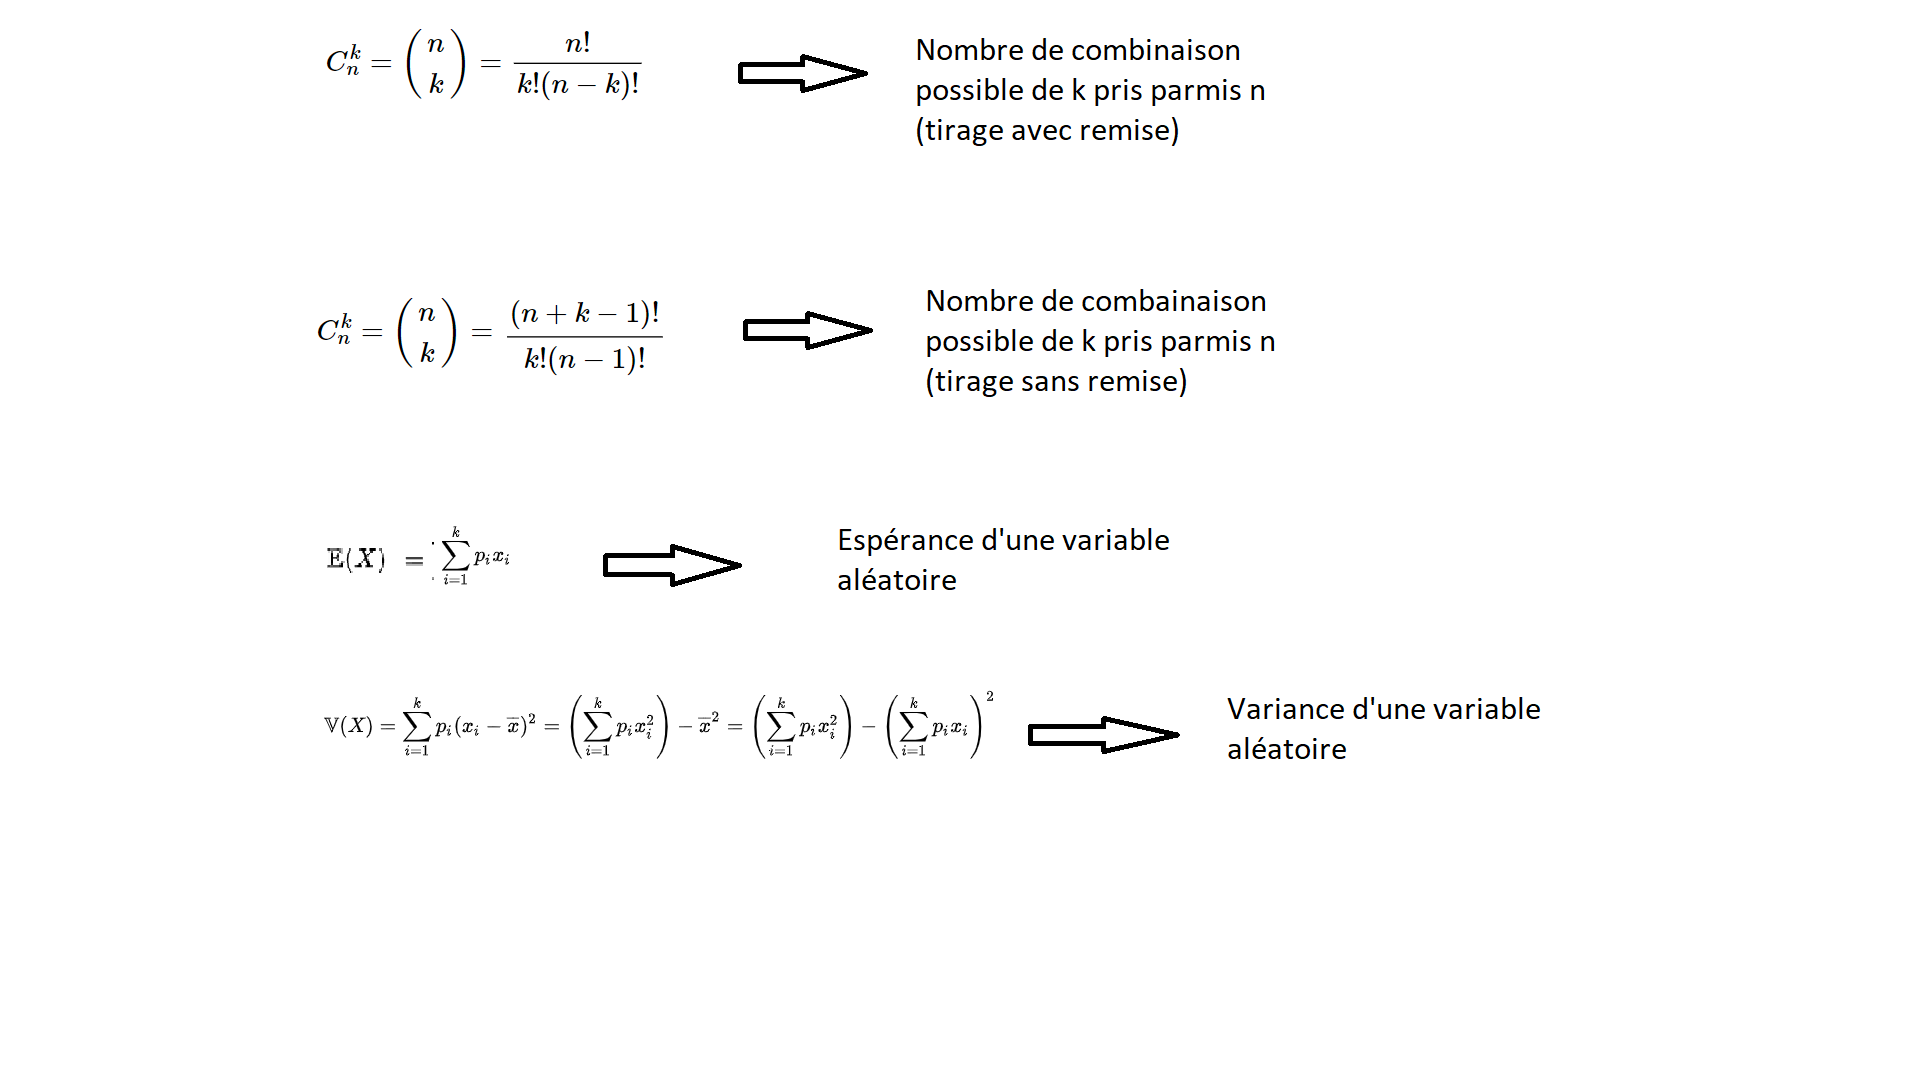 C_n^k = \binom{n}{k} = \frac{n!}{k!(n-k)!}
Nombre de combinaison
possible de k pris parmis n
(tirage avec remise)
C_n^k = \binom{n}{k} = \frac{(n+k-1)!}{k!(n-1)!}
Nombre de combainaison
possible de k pris parmis n
(tirage sans remise)
\mathbb{E}(X) = \sum_{i=1}^{k} p_i x_i
Espérance d'une variable
aléatoire
\mathbb{V}(X) = \sum_{i=1}^{k} p_i (x_i - \overline{x})^2 = \left(\sum_{i=1}^{k} p_i x_i^2\right) - \overline{x}^2 = \left(\sum_{i=1}^{k} p_i x_i^2\right) - \left(\sum_{i=1}^{k} p_i x_i\right)^2
Variance d'une variable
aléatoire